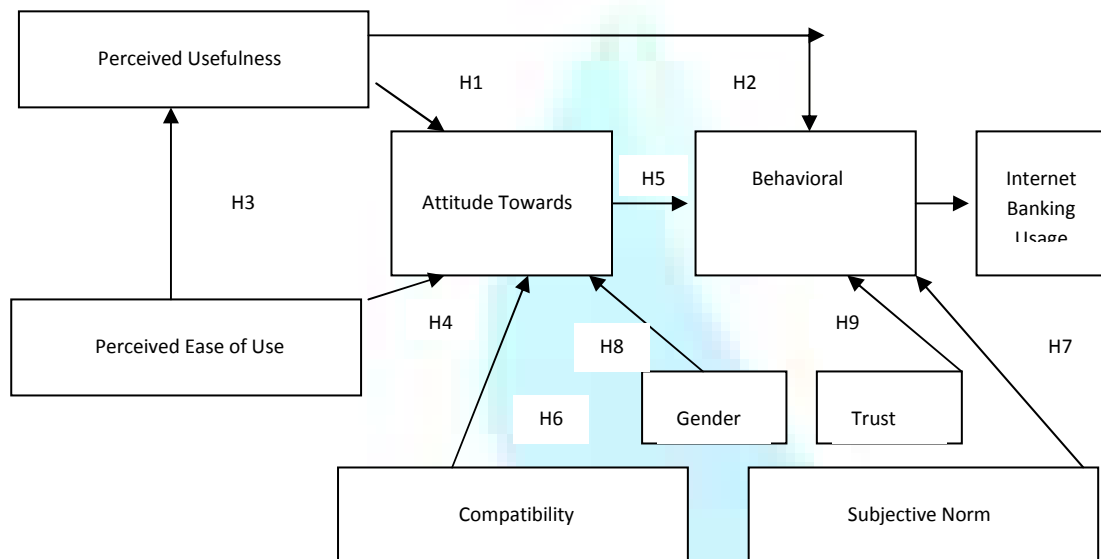 Perceived Usefulness
H1
H2
H3
Attitude Towards
H5
Behavioral
Internet
Banking
Usage
H4
Perceived Ease of Use
H8
H9
H7
H6
Gender
Trust
Compatibility
Subjective Norm